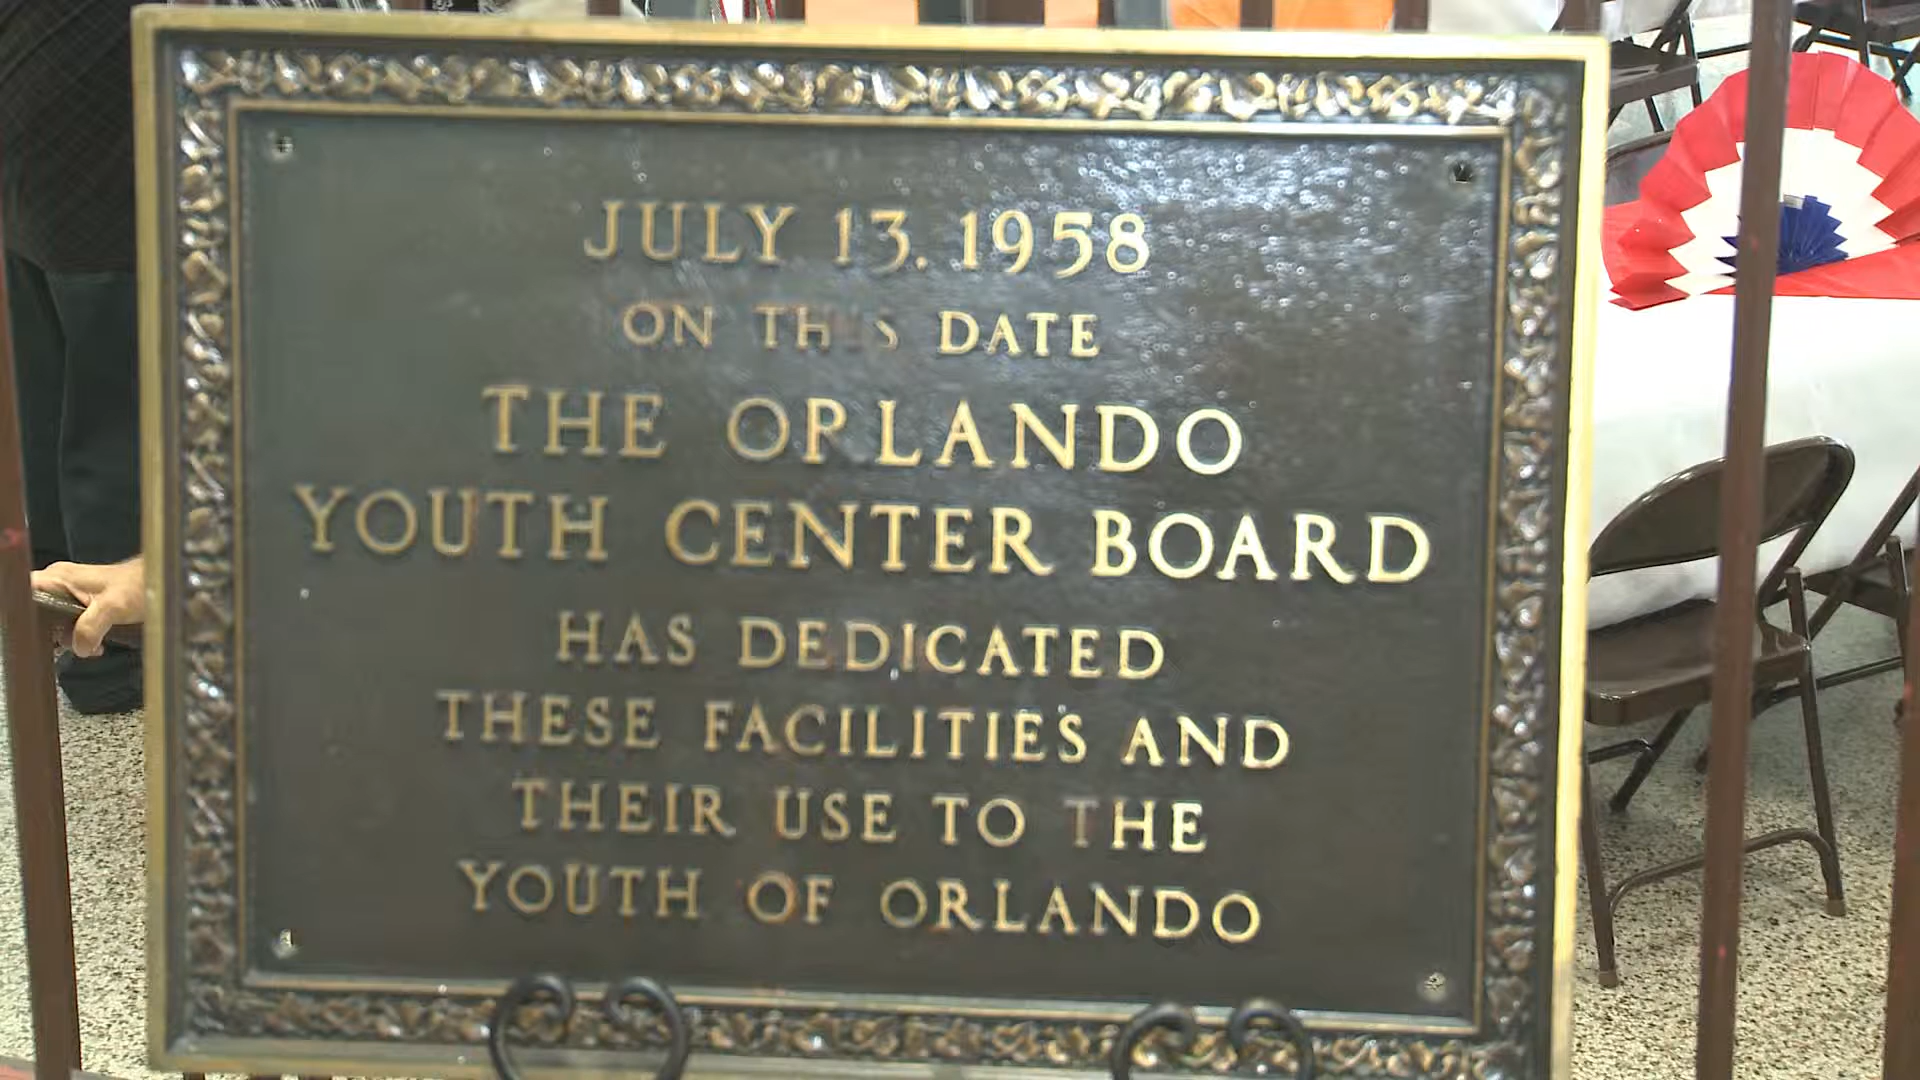 JULY 13, 1958
ON THIS DATE
THE ORLANDO
YOUTH CENTER BOARD
HAS DEDICATED
THESE FACILITIES AND
THEIR USE TO THE
YOUTH OF ORLANDO